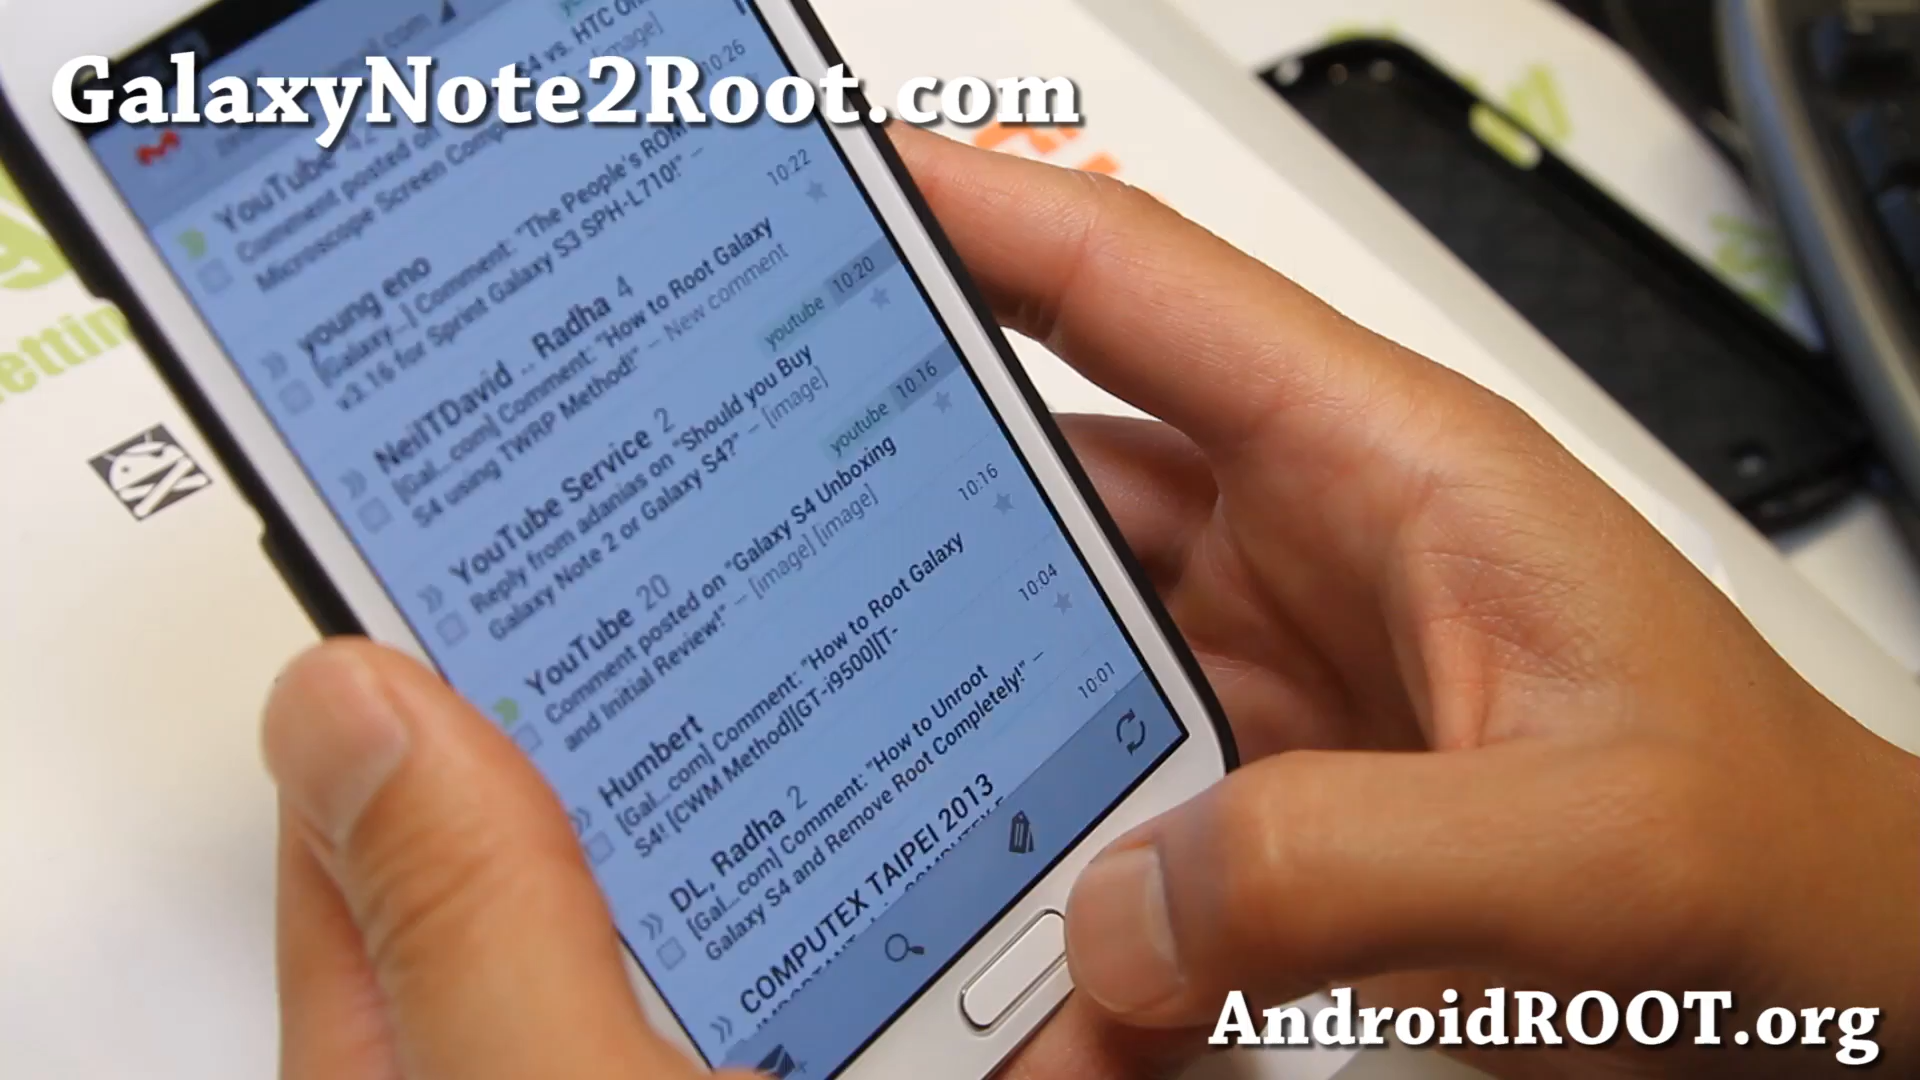 GalaxyNote2Root.com
S4 vs. HTC
[image]
10:26
YouTube
Comment posted on
Microscope Screen
10:22
young eno
[Galaxy...] Comment: "The People's ROM
v3.16 for Sprint Galaxy S3 SPH-L710!" –
NeilTDavid .. Radha 4
10:20
[Gal...com] Comment: "How to Root Galaxy
S4 using TWRP Method!" – New comment
youtube
YouTube Service 2
10:16
Reply from adanias on "Should you Buy
Galaxy Note 2 or Galaxy S4?" – [image]
youtube
YouTube 20
10:16
Comment posted on "Galaxy S4 Unboxing
and Initial Review!" – [image] [image]
Humbert
10:04
[Gal...com] Comment: "How to Root Galaxy
S4! [CWM Method][GT-i9500][T-
DL, Radha 2
10:01
[Gal...com] Comment: "How to Unroot
Galaxy S4 and Remove Root Completely!" –
COMPUTEX TAIPEI 2013
AndroidROOT.org